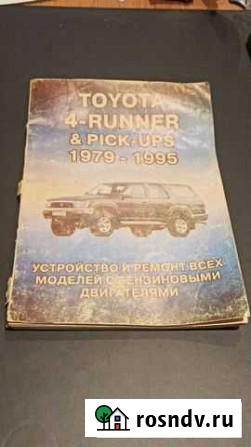 TOYOTA
4-RUNNER
& PICK-UPS
1979 - 1995
УСТРОЙСТВО И РЕМОНТ ВСЕХ
МОДЕЛЕЙ С БЕНЗИНОВЫМИ
ДВИГАТЕЛЯМИ
rosndv.ru